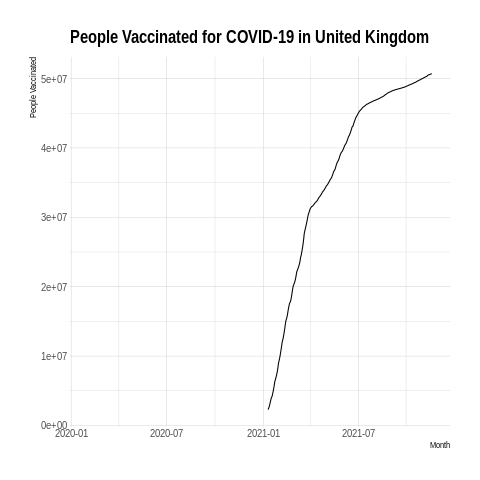 People Vaccinated for COVID-19 in United Kingdom
People Vaccinated
5e+07
4e+07
3e+07
2e+07
1e+07
0e+00
2020-01 2020-07 2021-01 2021-07
Month